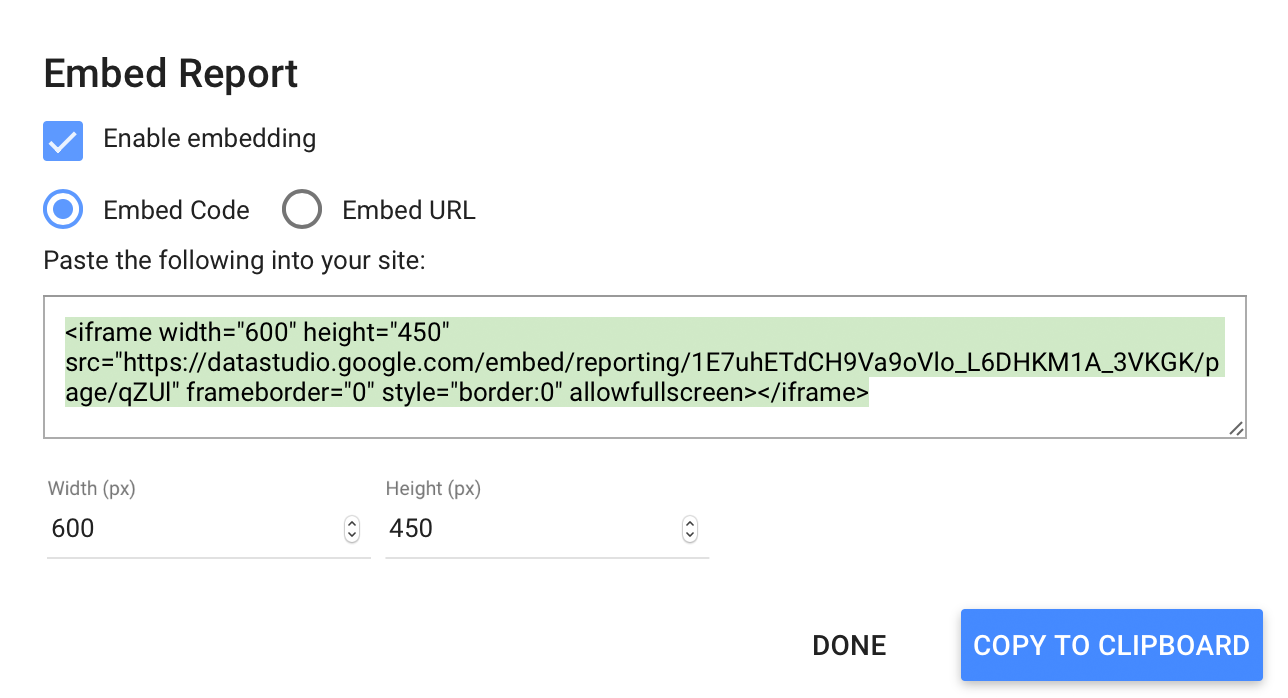 Embed Report
Enable embedding
Embed Code Embed URL
Paste the following into your site:
<iframe width="600" height="450"
src="https://datastudio.google.com/embed/reporting/1E7uhETdCH9Va9oVlo_L6DHKM1A_3VKGK/p
age/qZUl" frameborder="0" style="border:0" allowfullscreen></iframe>
Width (px) Height (px)
600 450
DONE COPY TO CLIPBOARD